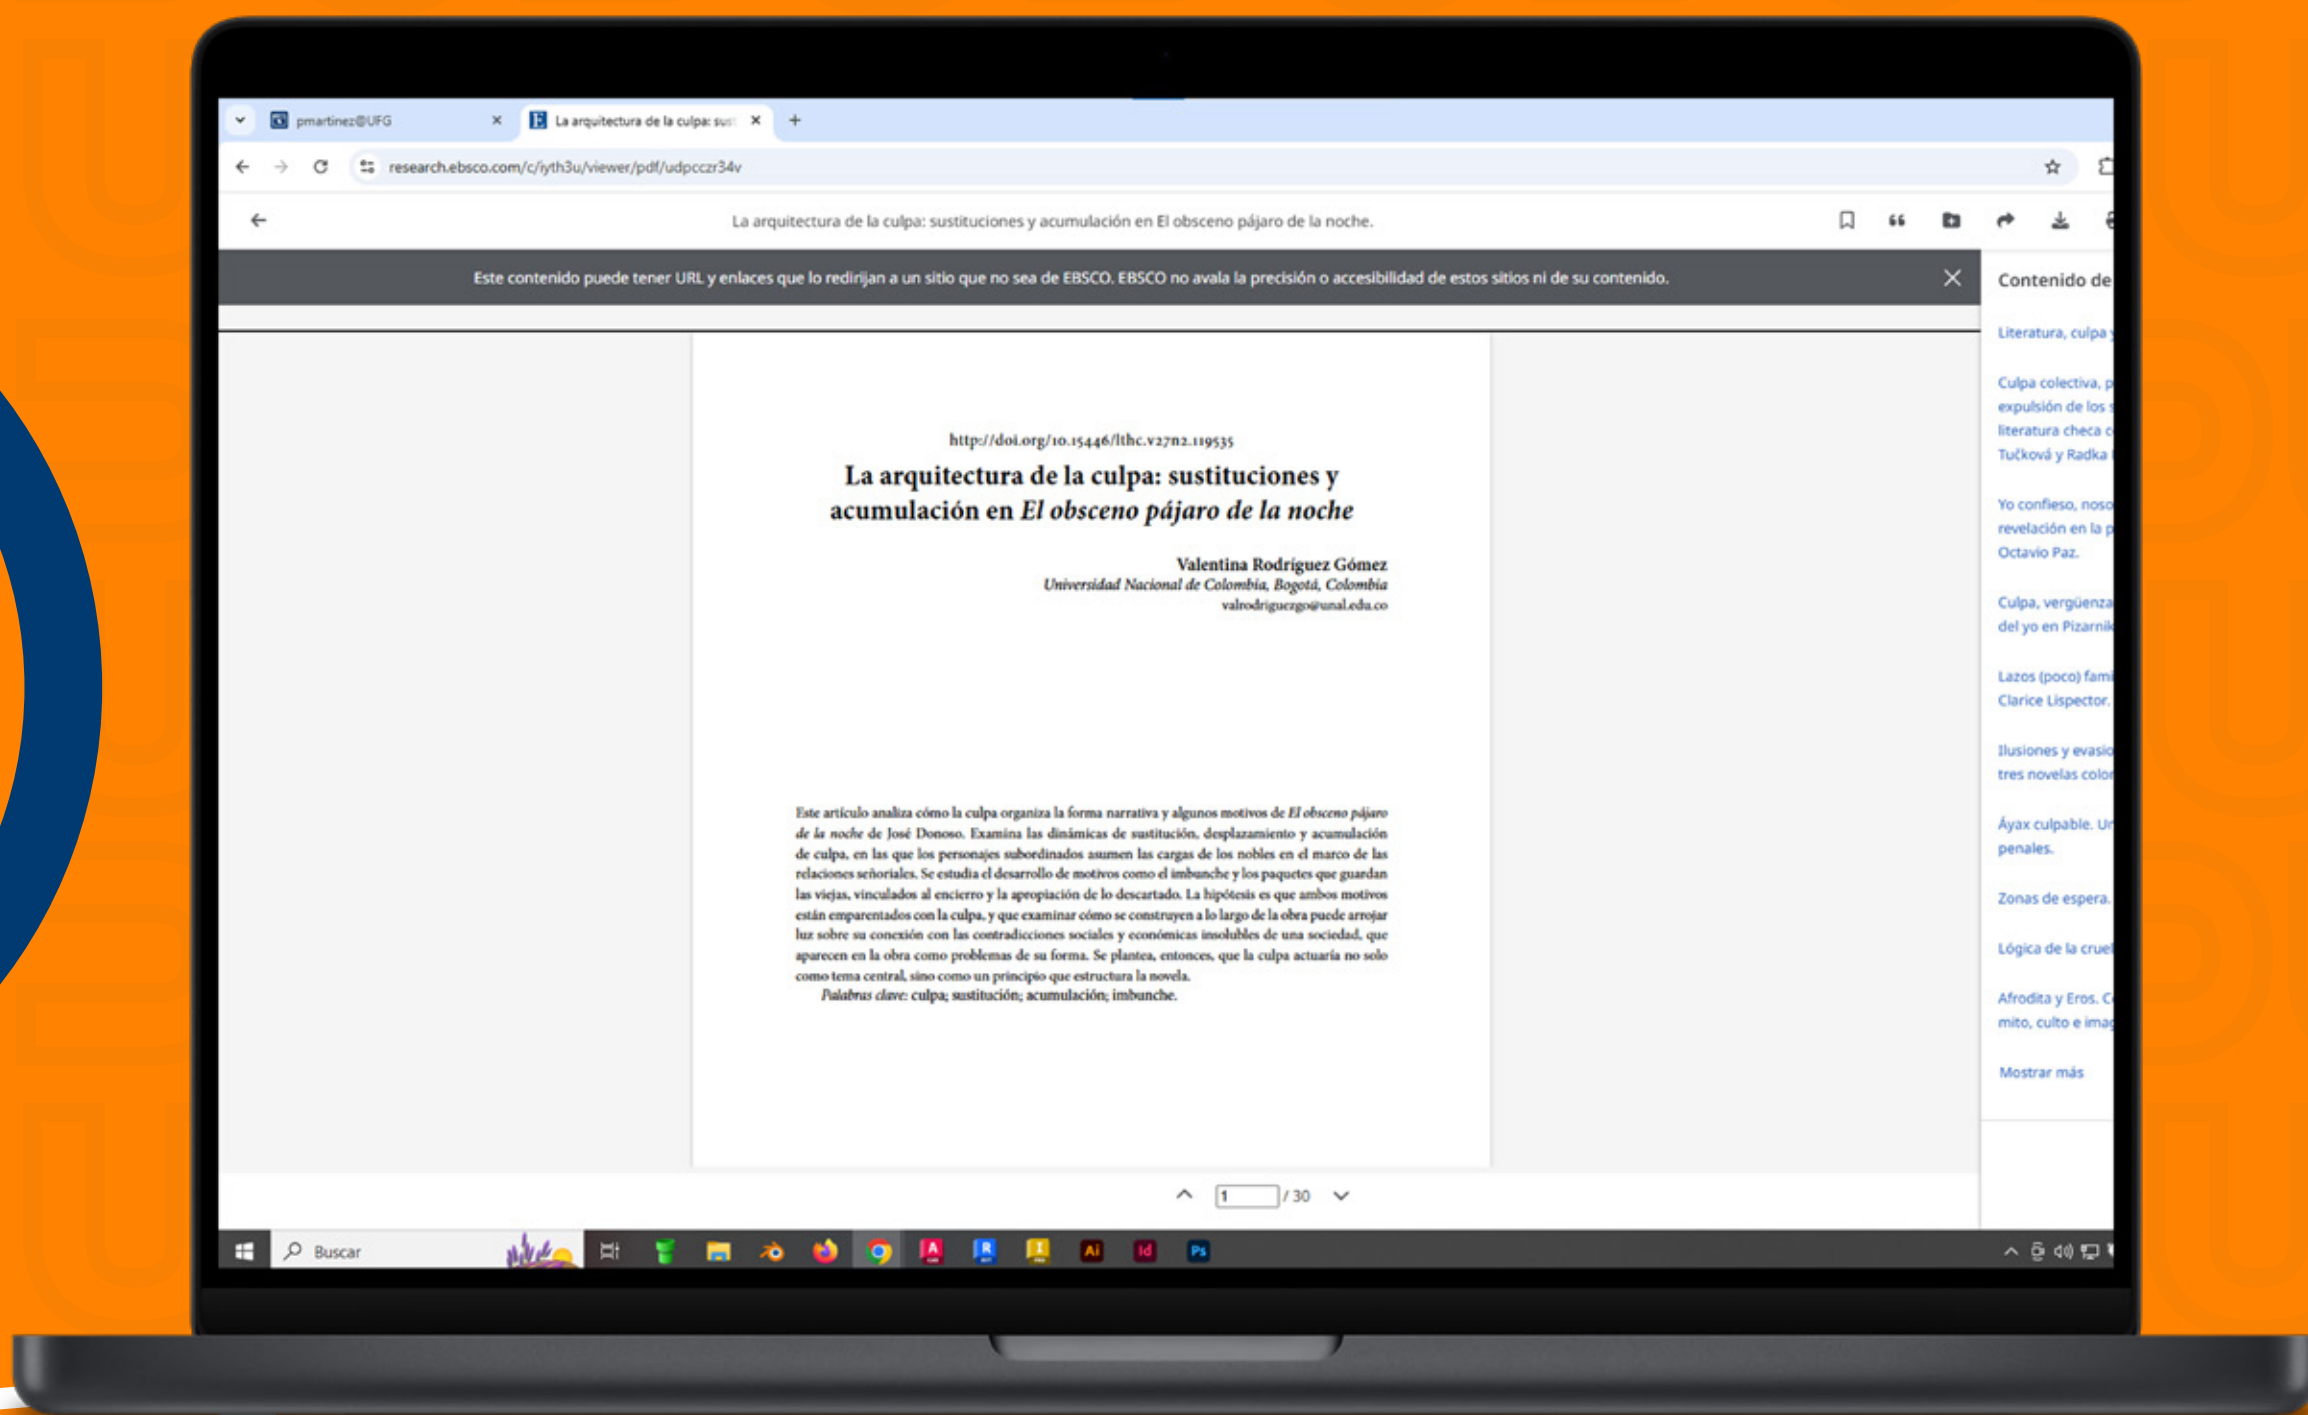 pmartinez@UFG
La arquitectura de la culpa: sust
research.ebsco.com/c/iyth3u/viewer/pdf/udpcczr34v
La arquitectura de la culpa: sustituciones y acumulación en El obsceno pájaro de la noche.
Este contenido puede tener URL y enlaces que lo redirijan a un sitio que no sea de EBSCO. EBSCO no avala la precisión o accesibilidad de estos sitios ni de su contenido.
http://doi.org/10.15446/lthc.v27n2.119535
La arquitectura de la culpa: sustituciones y
acumulación en El obsceno pájaro de la noche
Valentina Rodríguez Gómez
Universidad Nacional de Colombia, Bogotá, Colombia
valrodriguezgo@unal.edu.co
Este artículo analiza cómo la culpa organiza la forma narrativa y algunos motivos de El obsceno pájaro
de la noche de José Donoso. Examina las dinámicas de sustitución, desplazamiento y acumulación
de culpa, en las que los personajes subordinados asumen las cargas de los nobles en el marco de las
relaciones señoriales. Se estudia el desarrollo de motivos como el imbunche y los paquetes que guardan
las viejas, vinculados al encierro y la apropiación de lo descartado. La hipótesis es que ambos motivos
están emparentados con la culpa, y que examinar cómo se construyen a lo largo de la obra puede arrojar
luz sobre su conexión con las contradicciones sociales y económicas insolubles de una sociedad, que
aparecen en la obra como problemas de su forma. Se plantea, entonces, que la culpa actuaría no solo
como tema central, sino como un principio que estructura la novela.
Palabras clave: culpa; sustitución; acumulación; imbunche.
Contenido de
Literatura, culpa y
Culpa colectiva, p
expulsión de los s
literatura checa c
Tučková y Radka
Yo confieso, noso
revelación en la p
Octavio Paz.
Culpa, vergüenza
del yo en Pizarnik
Lazos (poco) fami
Clarice Lispector.
Ilusiones y evasio
tres novelas color
Áyax culpable. Un
penales.
Zonas de espera.
Lógica de la cruel
Afrodita y Eros. C
mito, culto e imag
Mostrar más
1 / 30
Buscar
Ai
Id
Ps